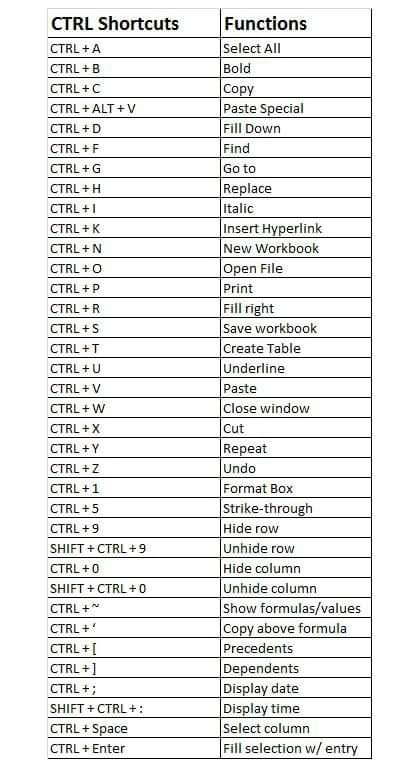 CTRL Shortcuts Functions
CTRL + A Select All
CTRL + B Bold
CTRL + C Copy
CTRL + ALT + V Paste Special
CTRL + D Fill Down
CTRL + F Find
CTRL + G Go to
CTRL + H Replace
CTRL + I Italic
CTRL + K Insert Hyperlink
CTRL + N New Workbook
CTRL + O Open File
CTRL + P Print
CTRL + R Fill right
CTRL + S Save workbook
CTRL + T Create Table
CTRL + U Underline
CTRL + V Paste
CTRL + W Close window
CTRL + X Cut
CTRL + Y Repeat
CTRL + Z Undo
CTRL + 1 Format Box
CTRL + 5 Strike-through
CTRL + 9 Hide row
SHIFT + CTRL + 9 Unhide row
CTRL + 0 Hide column
SHIFT + CTRL + 0 Unhide column
CTRL + ~ Show formulas/values
CTRL + ‘ Copy above formula
CTRL + [ Precedents
CTRL + ] Dependents
CTRL + ; Display date
SHIFT + CTRL + : Display time
CTRL + Space Select column
CTRL + Enter Fill selection w/ entry